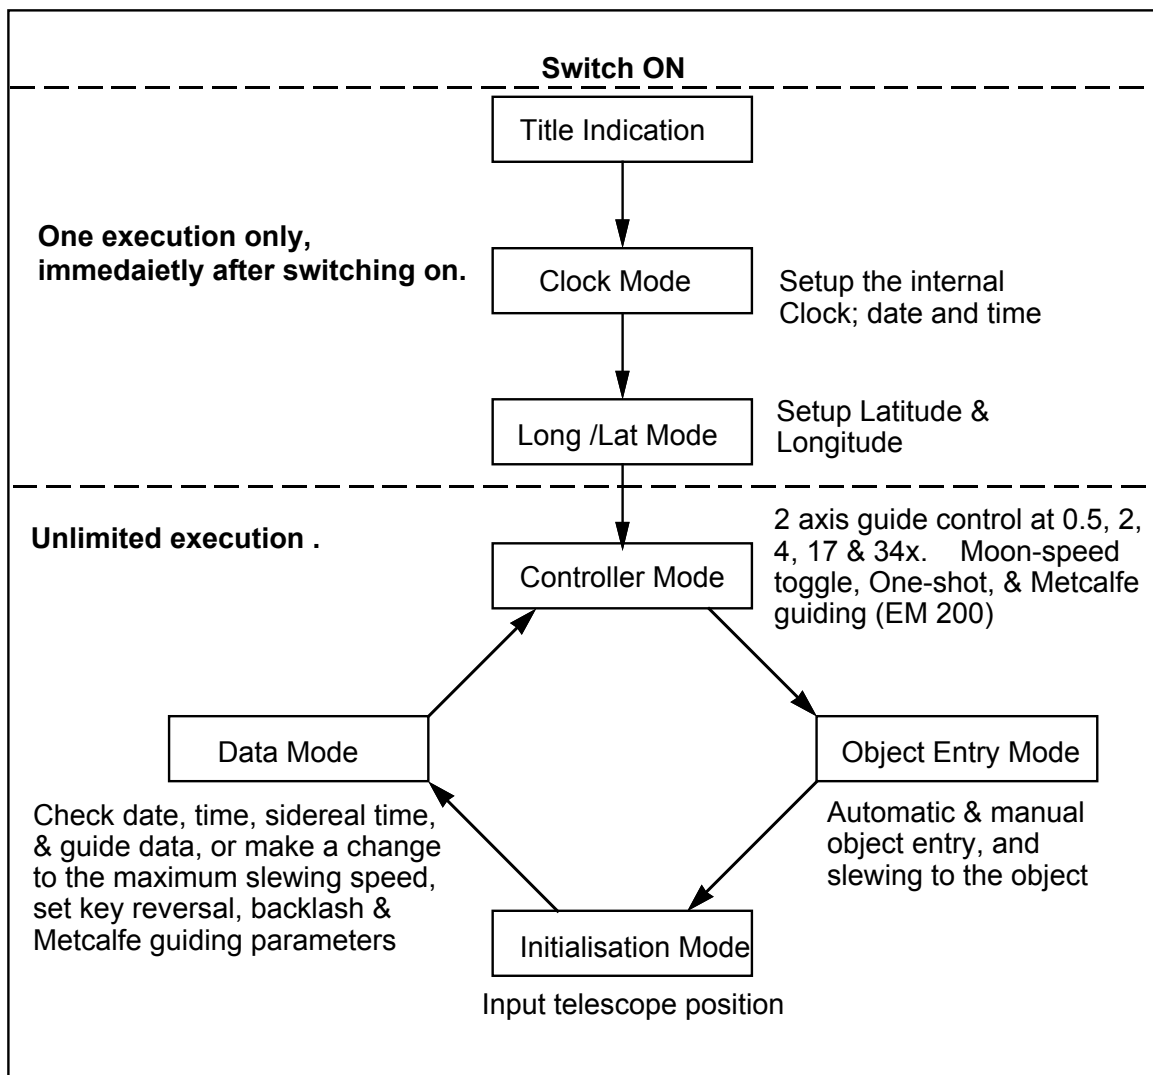 Switch ON
Title Indication
One execution only,
immedaietly after switching on.
Clock Mode
Setup the internal
Clock; date and time
Long /Lat Mode
Setup Latitude &
Longitude
Unlimited execution .
2 axis guide control at 0.5, 2,
4, 17 & 34x. Moon-speed
toggle, One-shot, & Metcalfe
guiding (EM 200)
Controller Mode
Data Mode
Object Entry Mode
Check date, time, sidereal time,
& guide data, or make a change
to the maximum slewing speed,
set key reversal, backlash &
Metcalfe guiding parameters
Automatic & manual
object entry, and
slewing to the object
Initialisation Mode
Input telescope position